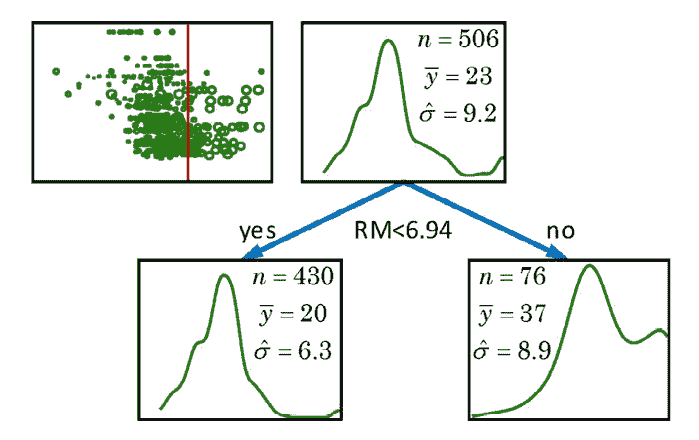 n = 506
y̅ = 23
σ̂ = 9.2
yes
RM<6.94
no
n = 430
y̅ = 20
σ̂ = 6.3
n = 76
y̅ = 37
σ̂ = 8.9